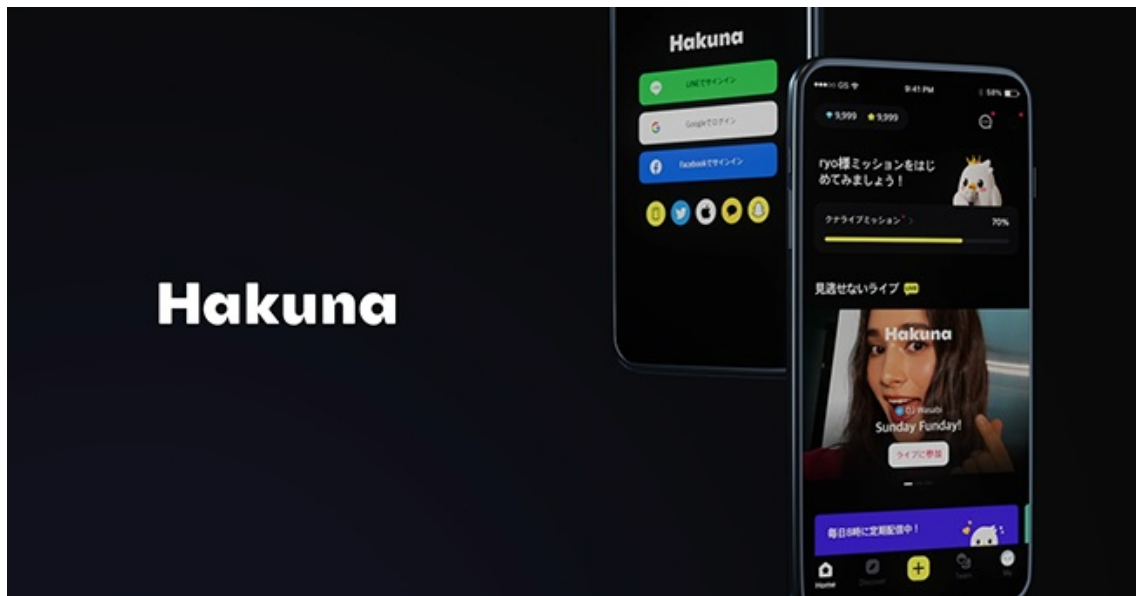 Hakuna
Hakuna
LINEでサインイン
Googleでログイン
Facebookでサインイン
GS
9:41 PM
58%
9,999
9,999
ryo様ミッションをはじ
めてみましょう！
クナライブミッション
70%
見逃せないライブ
LIVE
Hakuna
DJ Wasabi
Sunday Funday!
ライブに参加
毎日8時に定期配信中！
Home
Discover
Team
Me